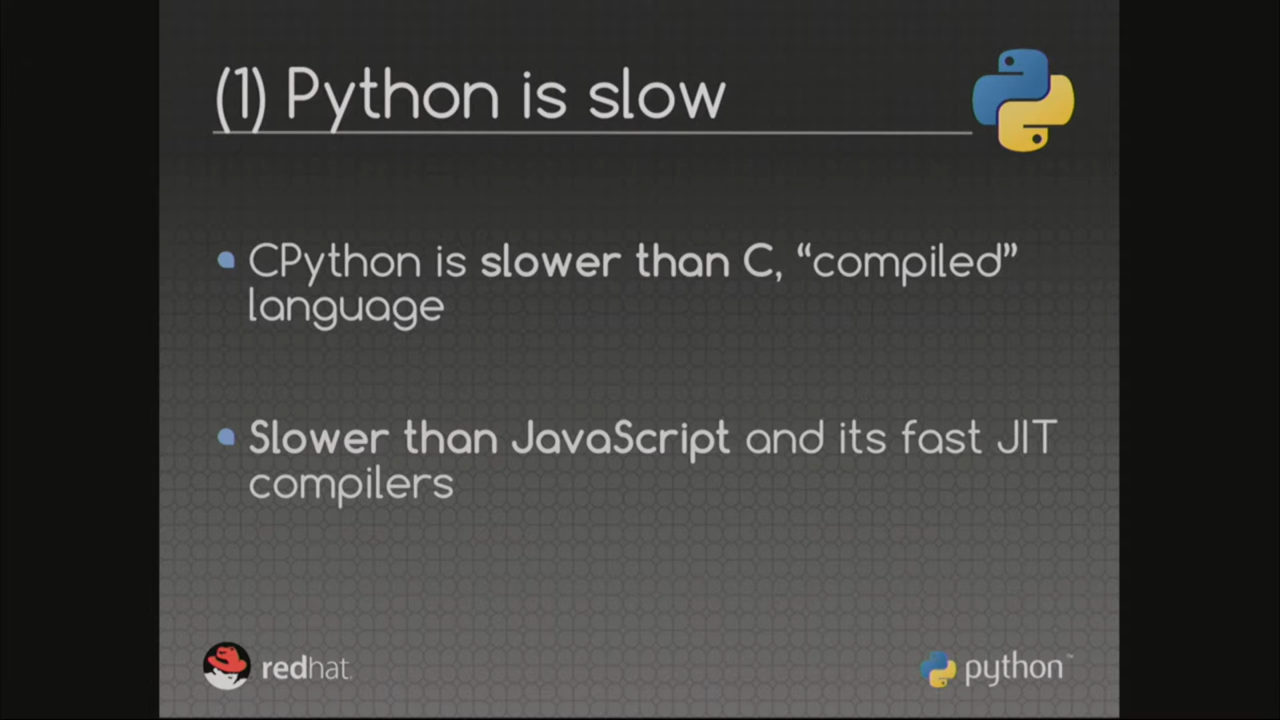 (1) Python is slow
CPython is slower than C, “compiled”
language
Slower than JavaScript and its fast JIT
compilers
redhat.
python™